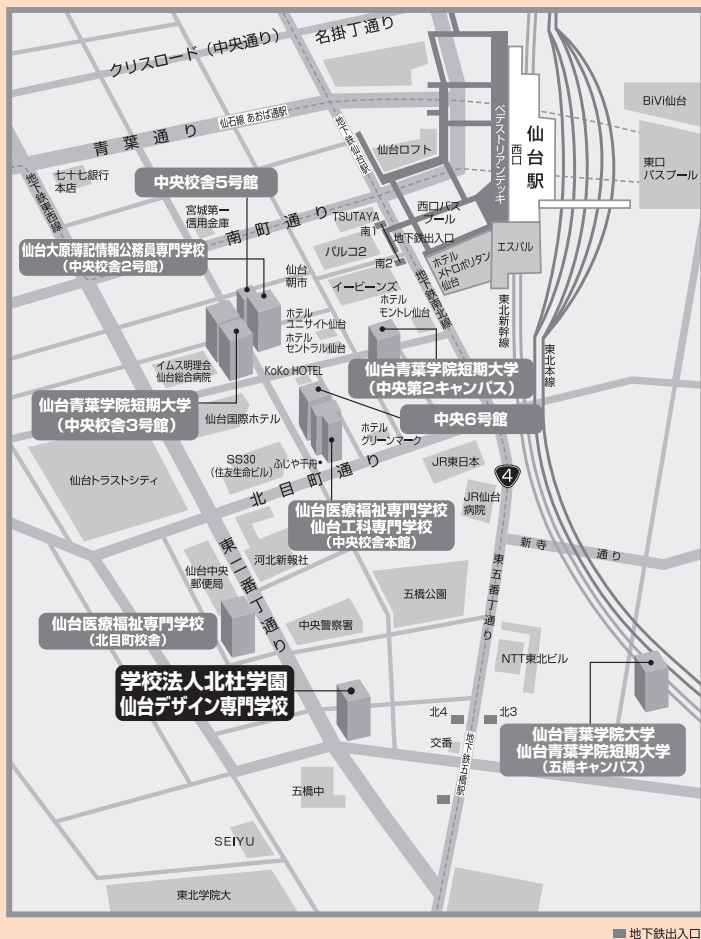 クリスロード（中央通り）
名掛丁通り
青葉通り
仙石線 あおば通駅
地下鉄仙台駅
仙台ロフト
ペデストリアンデッキ
西口
仙台駅
BiVi仙台
東口
バスプール
地下鉄東西線
七十七銀行
本店
中央校舎5号館
宮城第一
信用金庫
南町通り
TSUTAYA
南1
西口バス
プール
地下鉄出入口
パルコ2
南2
エスパル
仙台大原簿記情報公務員専門学校
（中央校舎2号館）
仙台
朝市
イービーンズ
ホテル
メトロポリタン
仙台
地下鉄南北線
ホテル
モントレ仙台
東北新幹線
東北本線
ホテル
ユニサイト仙台
ホテル
セントラル仙台
イムス明理会
仙台総合病院
KoKo HOTEL
仙台青葉学院短期大学
（中央第2キャンパス）
仙台青葉学院短期大学
（中央校舎3号館）
仙台国際ホテル
中央6号館
ホテル
グリーンマーク
SS30
（住友生命ビル）
ふじや千舟
仙台トラストシティ
北目町通り
JR東日本
4
JR仙台
病院
仙台医療福祉専門学校
仙台工科専門学校
（中央校舎本館）
新寺通り
東二番丁通り
河北新報社
仙台中央
郵便局
東五番丁通り
五橋公園
仙台医療福祉専門学校
（北目町校舎）
中央警察署
NTT東北ビル
学校法人北杜学園
仙台デザイン専門学校
北4
北3
交番
地下鉄五橋駅
仙台青葉学院大学
仙台青葉学院短期大学
（五橋キャンパス）
五橋中
SEIYU
東北学院大
地下鉄出入口